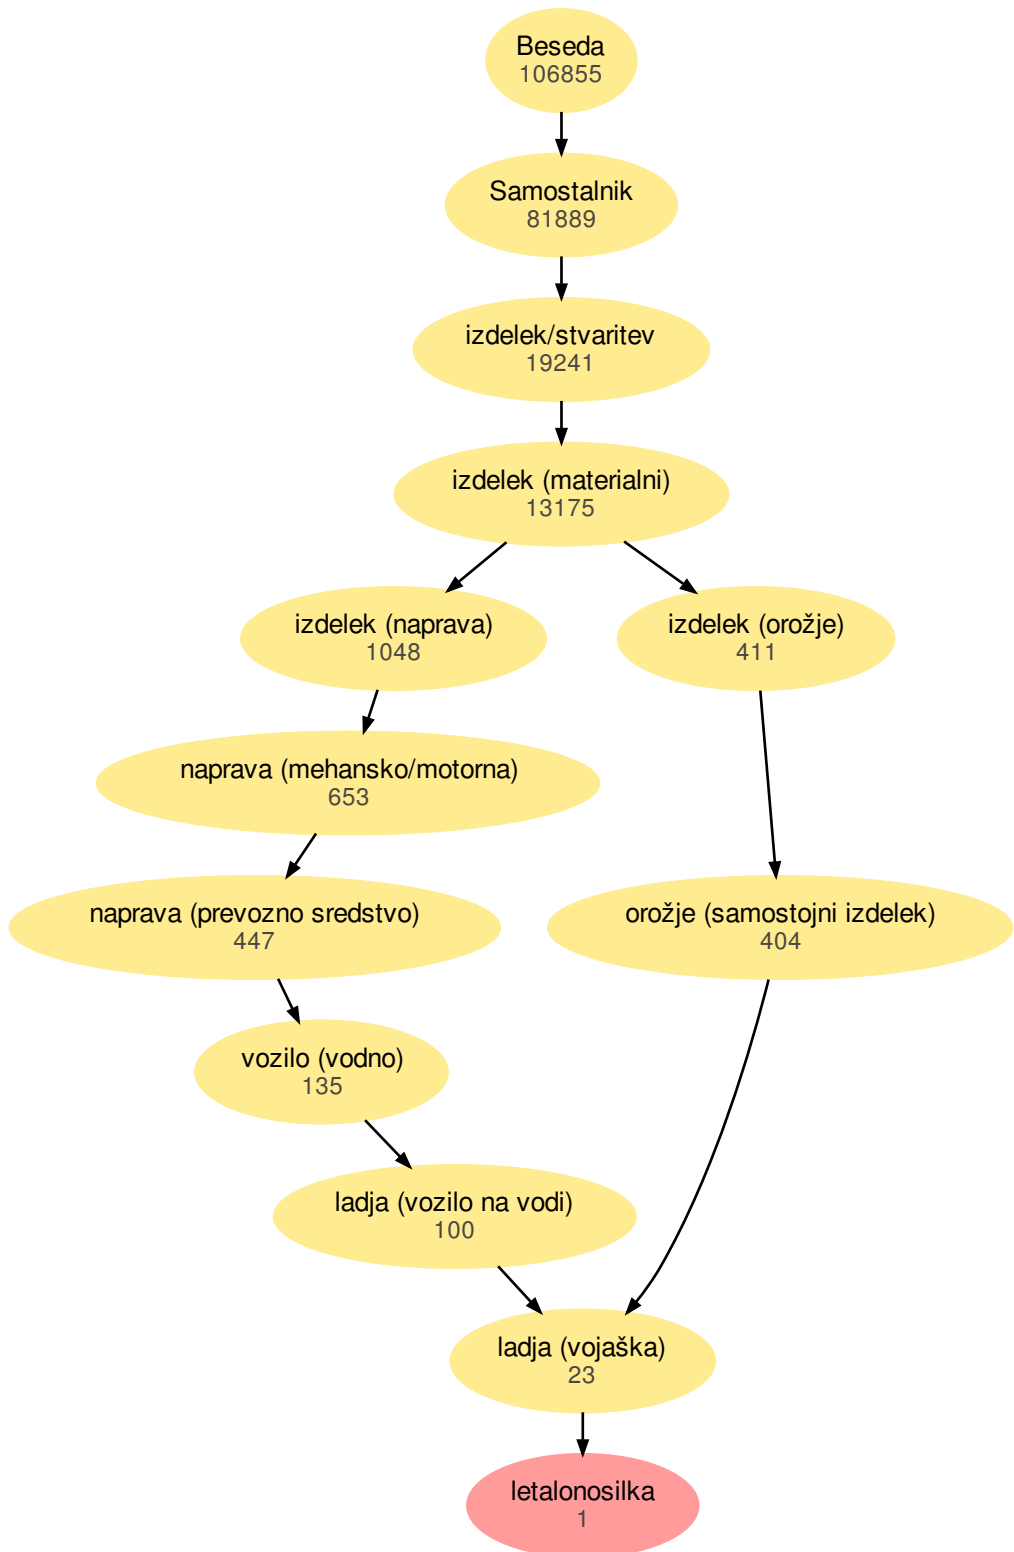 Beseda
106855
Samostalnik
81889
izdelek/stvaritev
19241
izdelek (materialni)
13175
izdelek (naprava)
1048
izdelek (orožje)
411
naprava (mehansko/motorna)
653
naprava (prevozno sredstvo)
447
orožje (samostojni izdelek)
404
vozilo (vodno)
135
ladja (vozilo na vodi)
100
ladja (vojaška)
23
letalonosilka
1